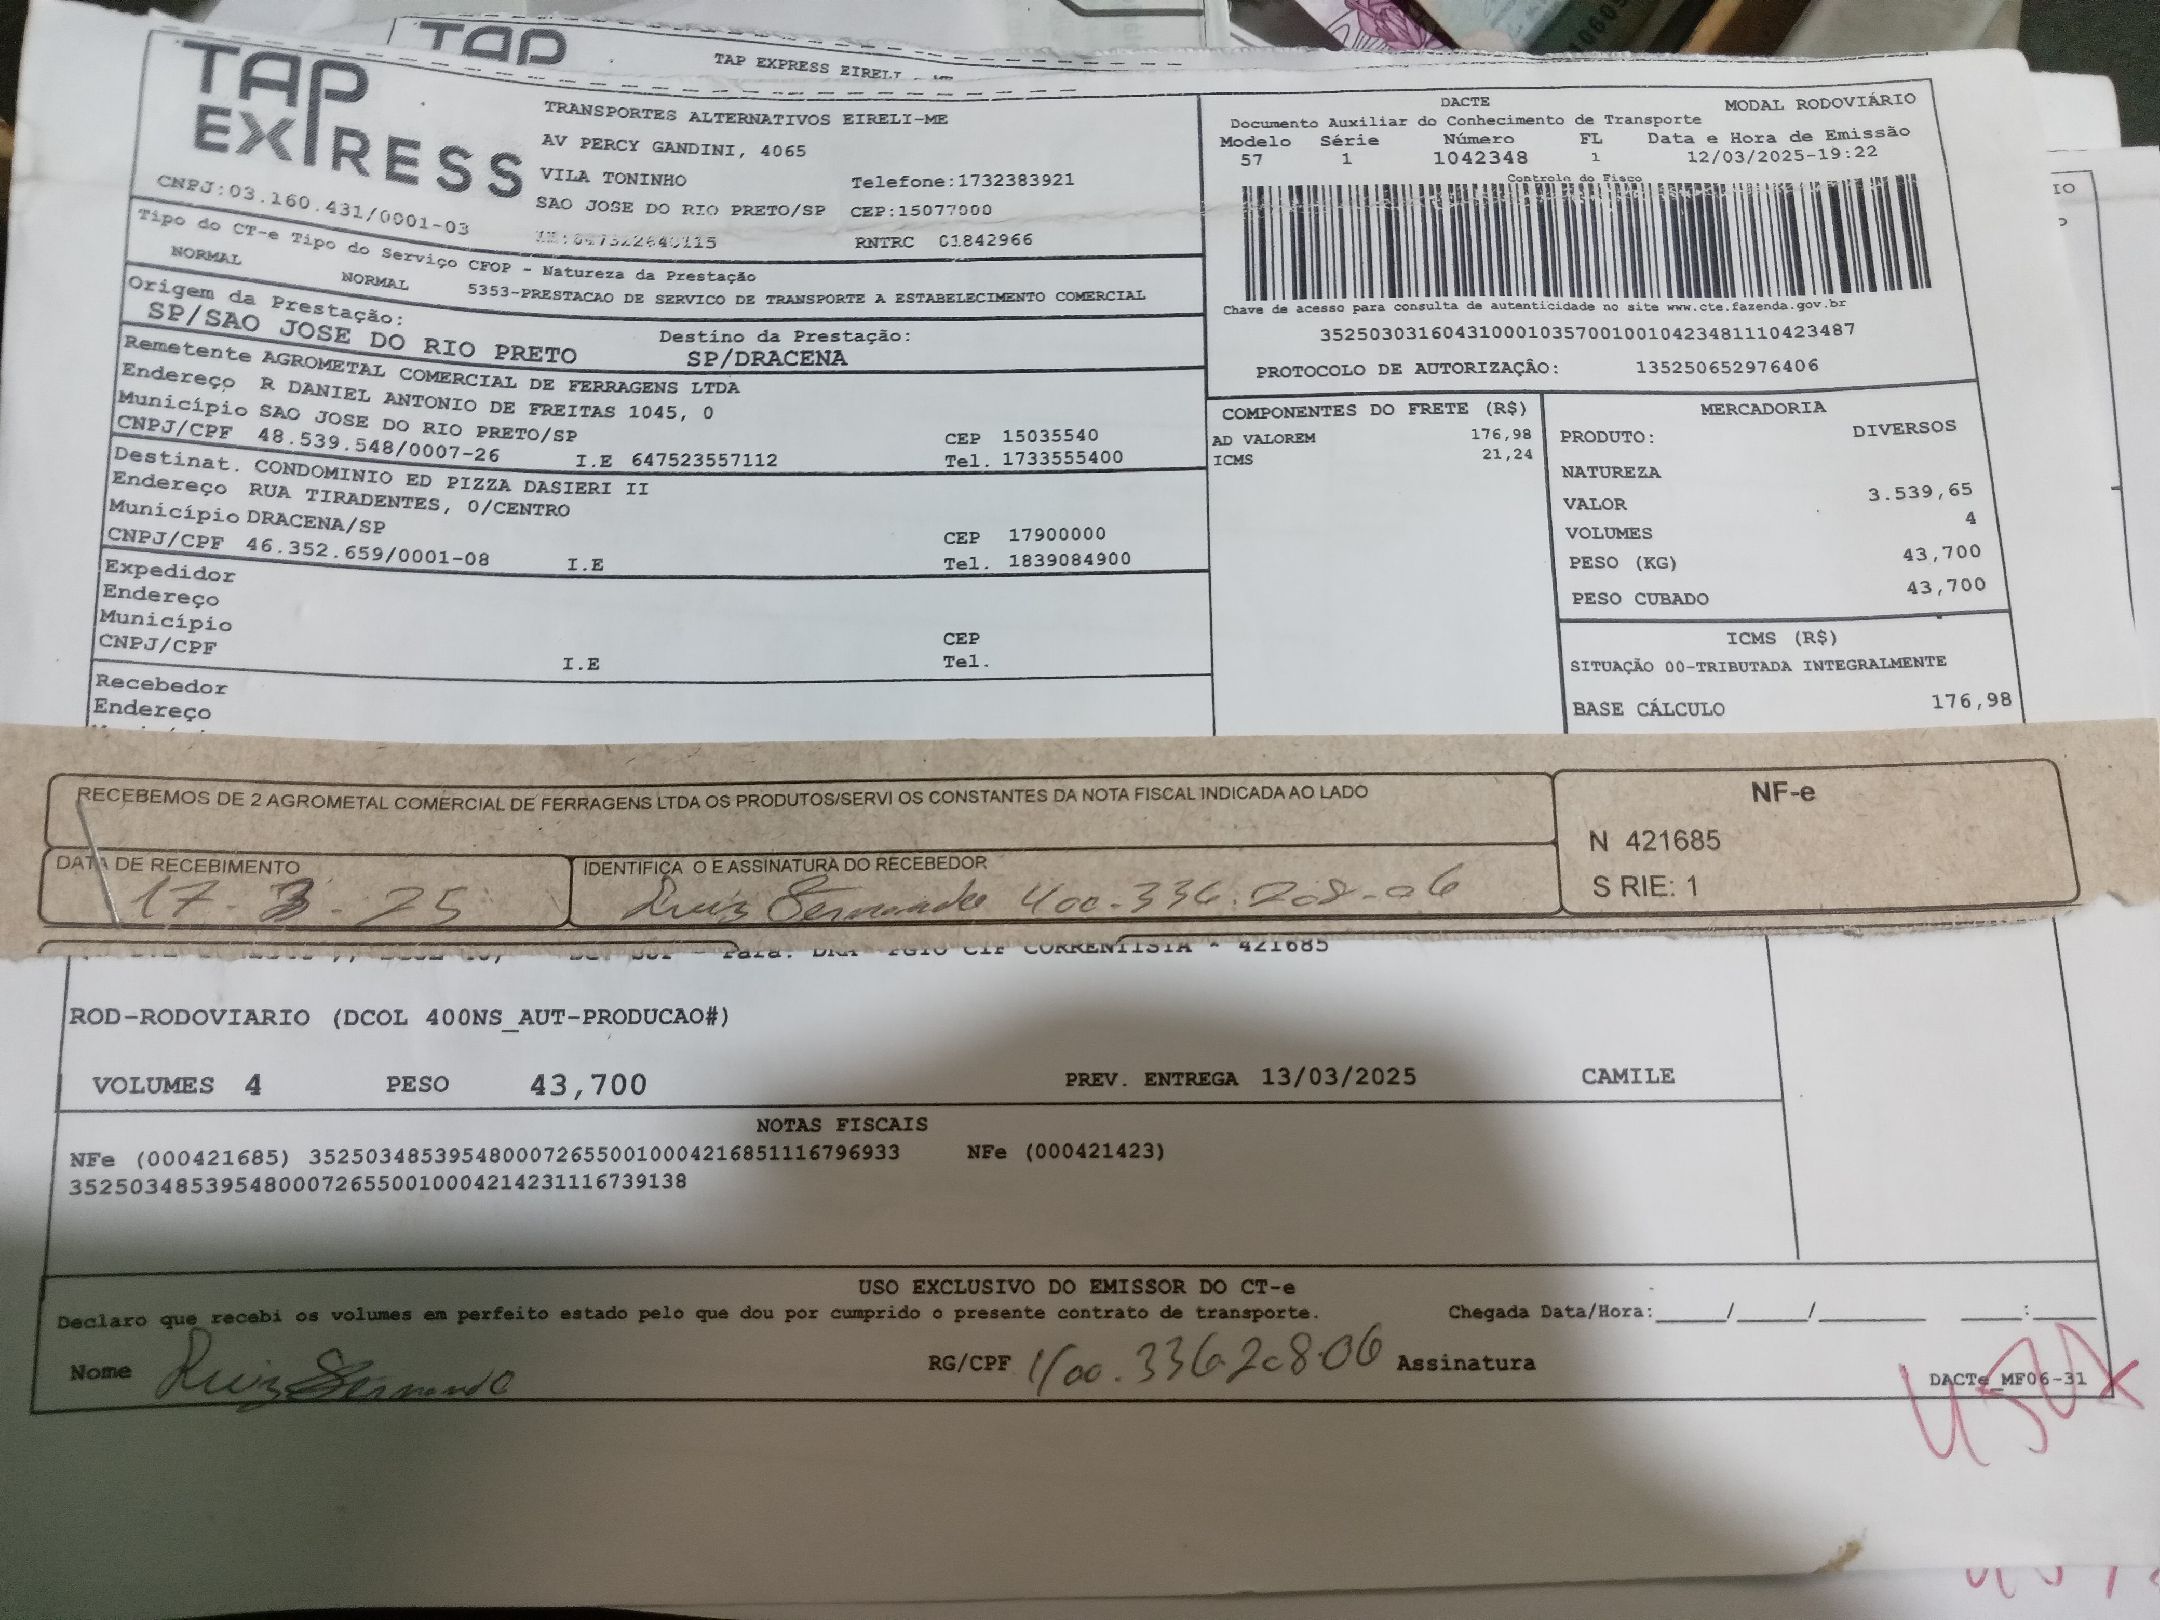 TAP
TAP EXPRESS EIRELI - ME
TAP
EXPRESS
CNPJ:03.160.431/0001-03
TRANSPORTES ALTERNATIVOS EIRELI-ME
AV PERCY GANDINI, 4065
VILA TONINHO Telefone:1732383921
SAO JOSE DO RIO PRETO/SP CEP:15077000
RNTRC 01842966
DACTE MODAL RODOVIÁRIO
Documento Auxiliar do Conhecimento de Transporte
Modelo Série Número FL Data e Hora de Emissão
57 1 1042348 1 12/03/2025-19:22
Controle do Fisco
Chave de acesso para consulta de autenticidade no site www.cte.fazenda.gov.br
35250303160431000103570010010423481110423487
PROTOCOLO DE AUTORIZAÇÃO: 135250652976406
Tipo do CT-e Tipo do Serviço CFOP - Natureza da Prestação
NORMAL NORMAL 5353-PRESTACAO DE SERVICO DE TRANSPORTE A ESTABELECIMENTO COMERCIAL
Origem da Prestação: Destino da Prestação:
SP/SAO JOSE DO RIO PRETO SP/DRACENA
Remetente AGROMETAL COMERCIAL DE FERRAGENS LTDA
Endereço R DANIEL ANTONIO DE FREITAS 1045, 0
Município SAO JOSE DO RIO PRETO/SP CEP 15035540
CNPJ/CPF 48.539.548/0007-26 I.E 647523557112 Tel. 1733555400
Destinat. CONDOMINIO ED PIZZA DASIERI II
Endereço RUA TIRADENTES, 0/CENTRO
Município DRACENA/SP CEP 17900000
CNPJ/CPF 46.352.659/0001-08 I.E Tel. 1839084900
Expedidor
Endereço
Município CEP
CNPJ/CPF I.E Tel.
Recebedor
Endereço
COMPONENTES DO FRETE (R$)
AD VALOREM 176,98
ICMS 21,24
MERCADORIA
PRODUTO: DIVERSOS
NATUREZA
VALOR 3.539,65
VOLUMES 4
PESO (KG) 43,700
PESO CUBADO 43,700
ICMS (R$)
SITUAÇÃO 00-TRIBUTADA INTEGRALMENTE
BASE CÁLCULO 176,98
RECEBEMOS DE 2 AGROMETAL COMERCIAL DE FERRAGENS LTDA OS PRODUTOS/SERVI OS CONSTANTES DA NOTA FISCAL INDICADA AO LADO
NF-e
N 421685
S RIE: 1
DATA DE RECEBIMENTO
17-3-25
IDENTIFICA O E ASSINATURA DO RECEBEDOR
Ruiz Fernando 400.336.208-06
Para: DRA PGTO CIF CORRENTISTA * 421685
ROD-RODOVIARIO (DCOL 400NS_AUT-PRODUCAO#)
VOLUMES 4 PESO 43,700 PREV. ENTREGA 13/03/2025 CAMILE
NOTAS FISCAIS
NFe (000421685) 35250348539548000726550010004216851116796933 NFe (000421423)
35250348539548000726550010004214231116739138
USO EXCLUSIVO DO EMISSOR DO CT-e
Declaro que recebi os volumes em perfeito estado pelo que dou por cumprido o presente contrato de transporte. Chegada Data/Hora:_____/_____/________ ____:____
Nome Ruiz Fernando RG/CPF 400.336.208-06 Assinatura
DACTe_MF06-31